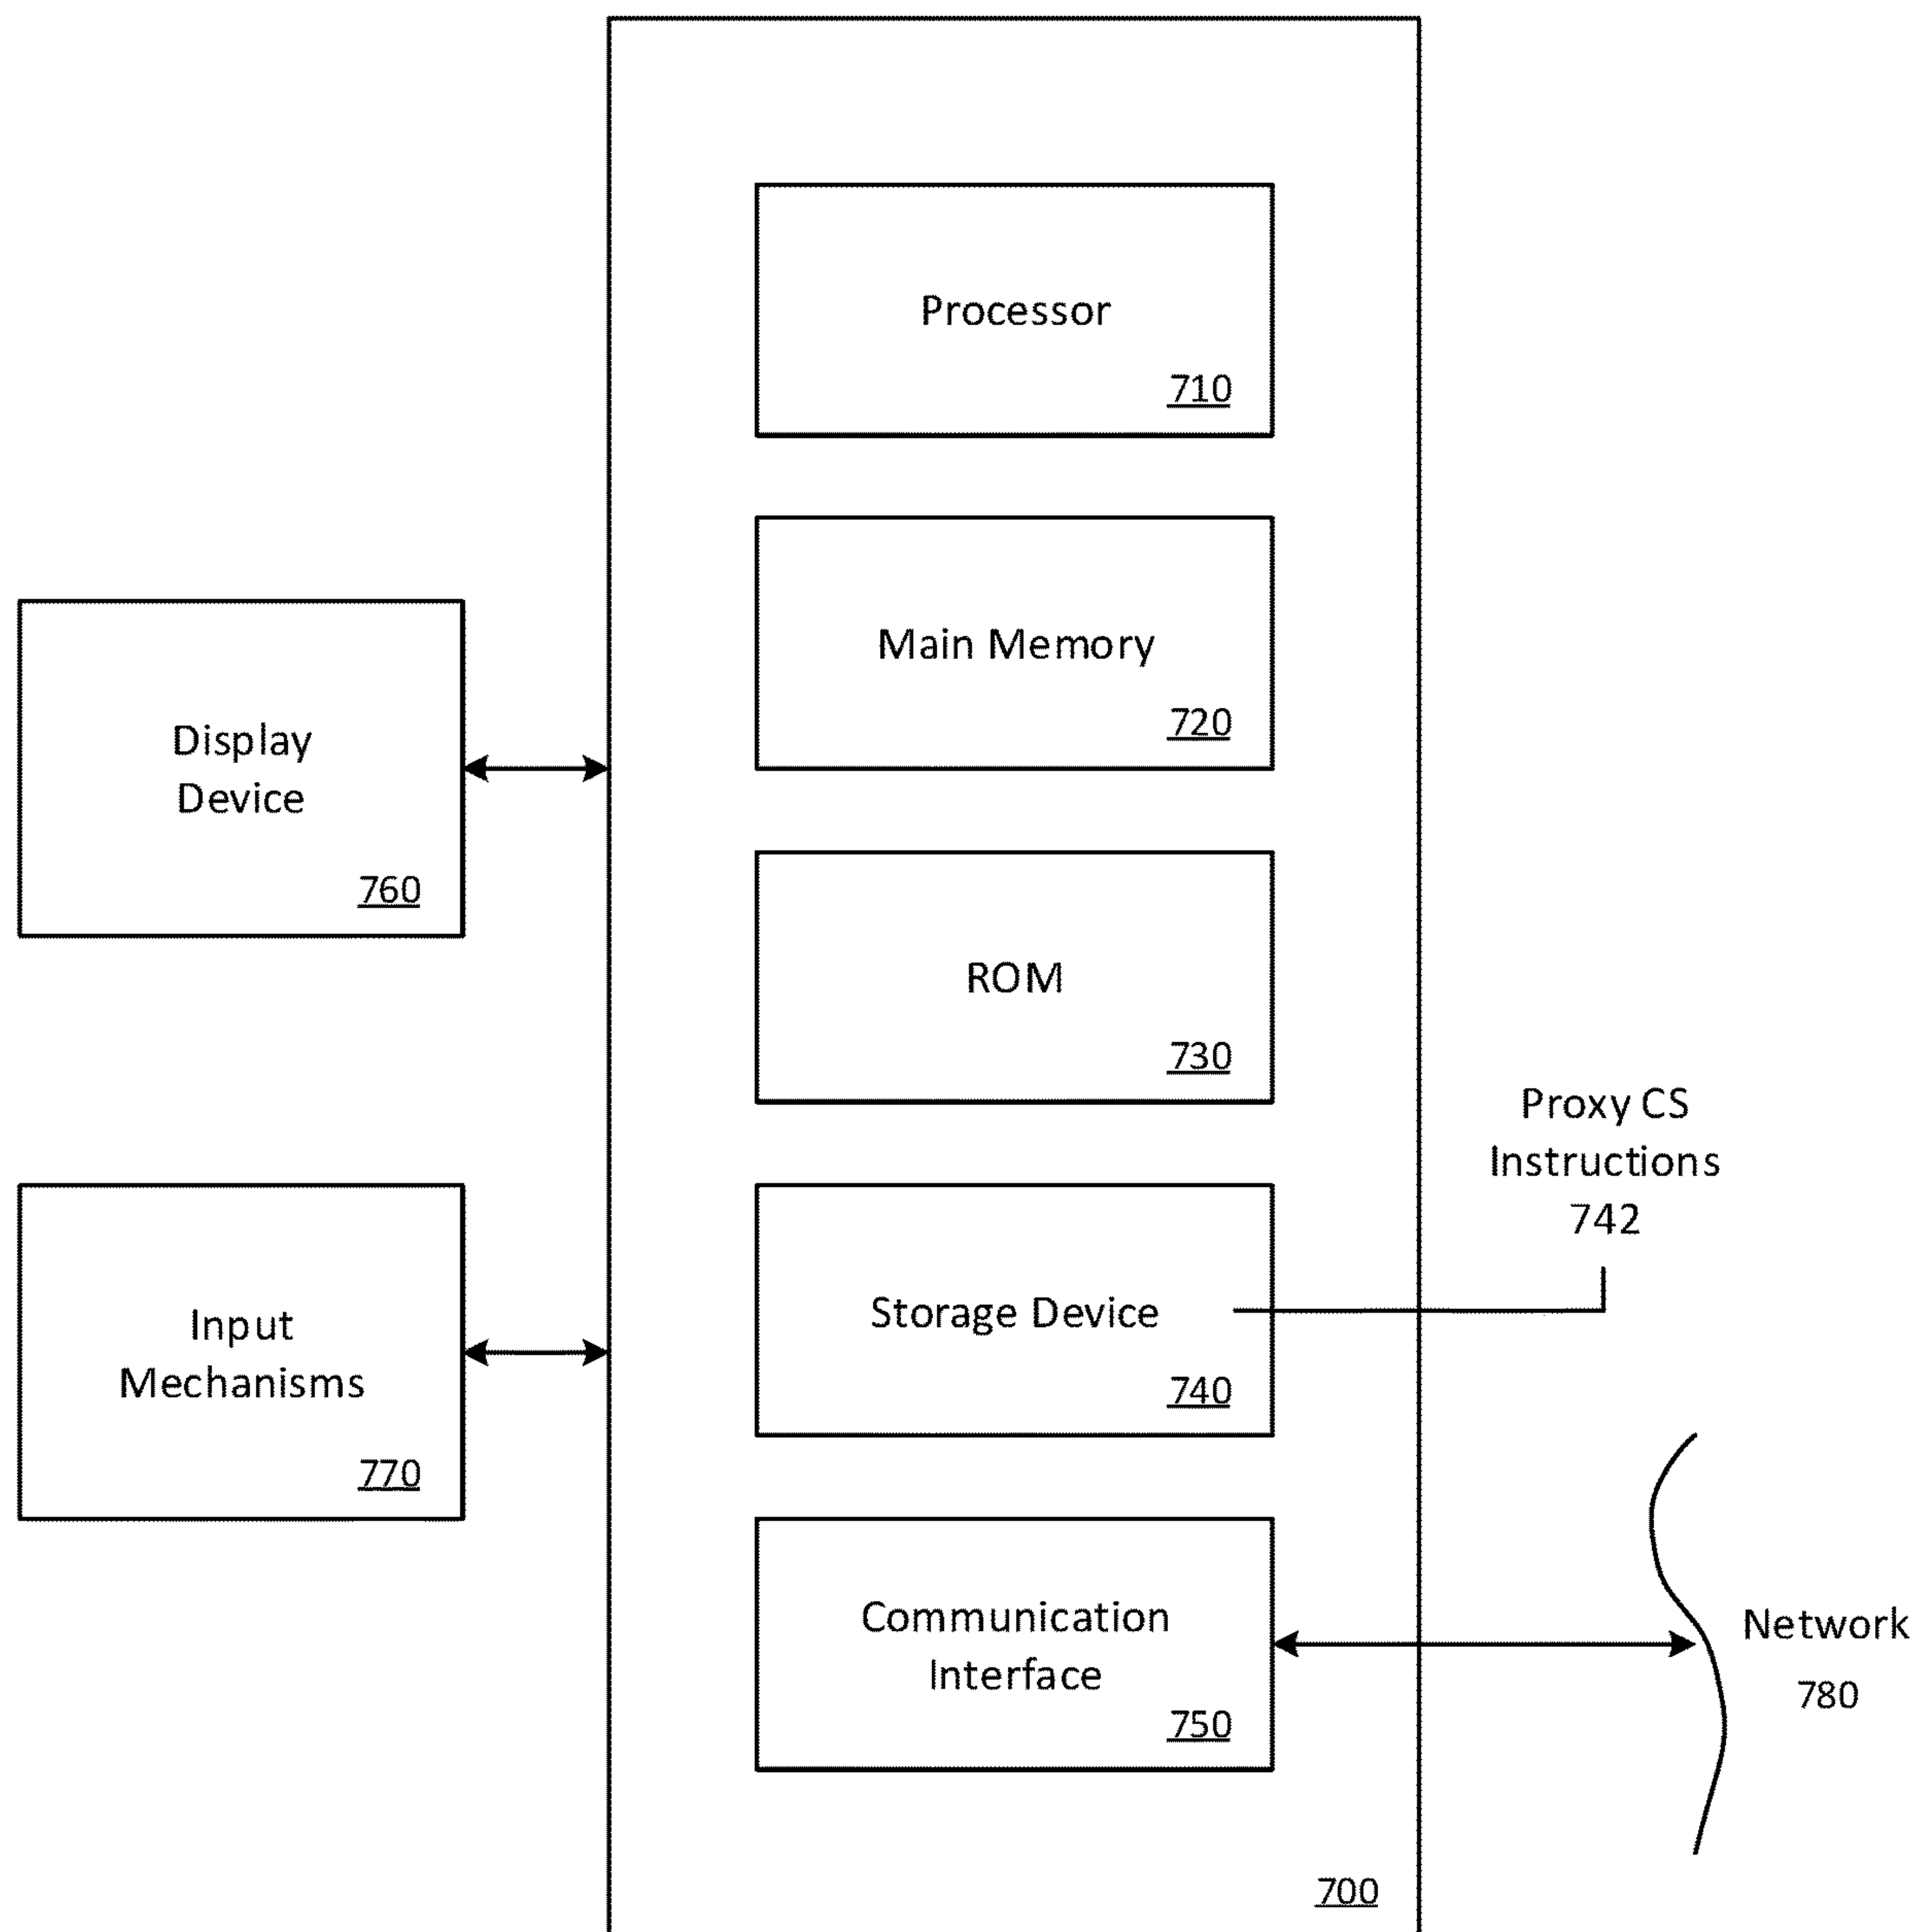 Processor
710
Main Memory
720
Display
Device
760
ROM
730
Proxy CS
Instructions
742
Storage Device
740
Input
Mechanisms
770
Communication
Interface
750
Network
780
700